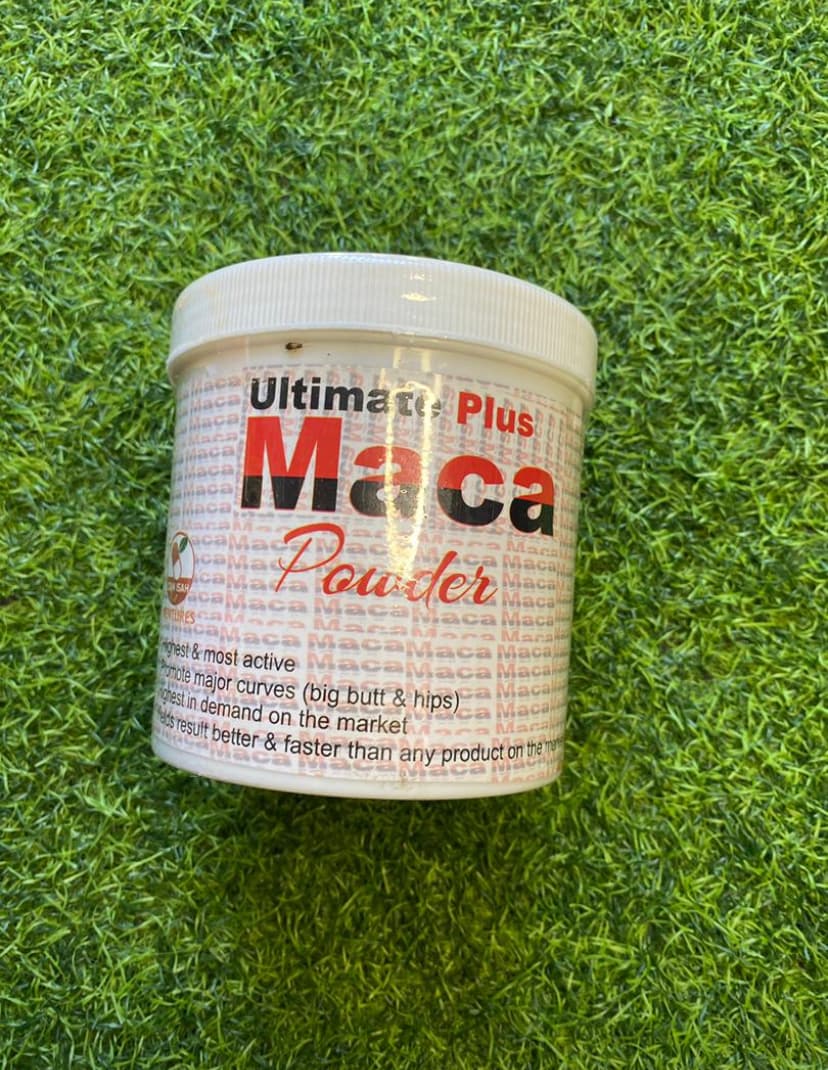 Ultimate Plus
Maca
Powder
& most active
major curves (big butt & hips)
in demand on the market
result better & faster than any product on the